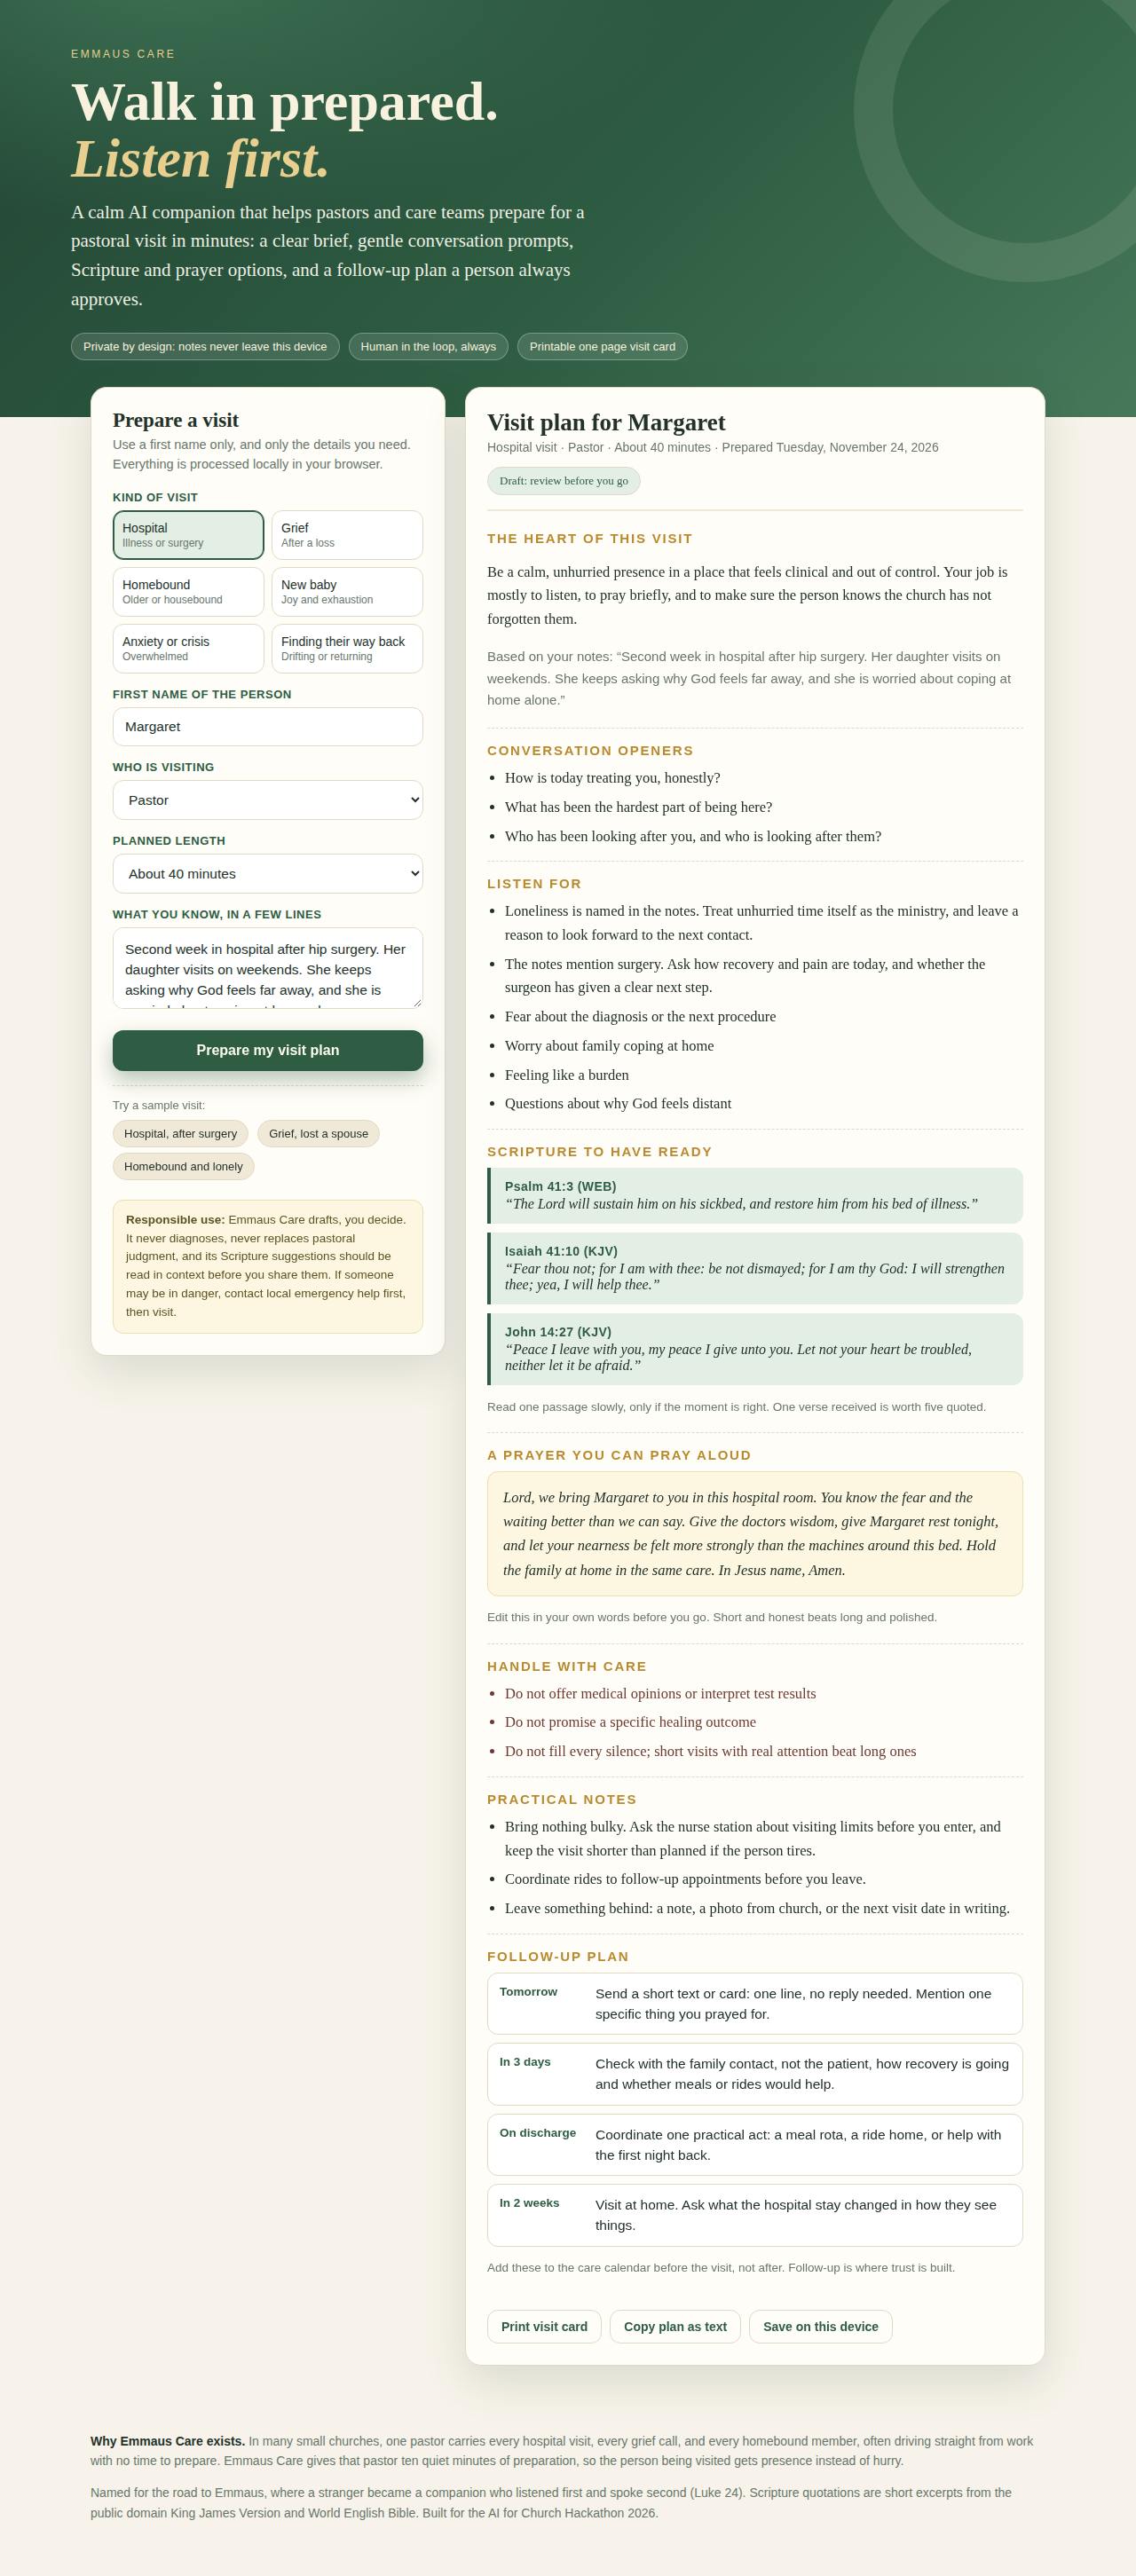 EMMAUS CARE
Walk in prepared.
Listen first.
A calm AI companion that helps pastors and care teams prepare for a
pastoral visit in minutes: a clear brief, gentle conversation prompts,
Scripture and prayer options, and a follow-up plan a person always
approves.
Private by design: notes never leave this device
Human in the loop, always
Printable one page visit card
Prepare a visit
Use a first name only, and only the details you need.
Everything is processed locally in your browser.
KIND OF VISIT
Hospital
Illness or surgery
Grief
After a loss
Homebound
Older or housebound
New baby
Joy and exhaustion
Anxiety or crisis
Overwhelmed
Finding their way back
Drifting or returning
FIRST NAME OF THE PERSON
Margaret
WHO IS VISITING
Pastor
PLANNED LENGTH
About 40 minutes
WHAT YOU KNOW, IN A FEW LINES
Second week in hospital after hip surgery. Her
daughter visits on weekends. She keeps
asking why God feels far away, and she is
Prepare my visit plan
Try a sample visit:
Hospital, after surgery
Grief, lost a spouse
Homebound and lonely
Responsible use: Emmaus Care drafts, you decide.
It never diagnoses, never replaces pastoral
judgment, and its Scripture suggestions should be
read in context before you share them. If someone
may be in danger, contact local emergency help first,
then visit.
Visit plan for Margaret
Hospital visit · Pastor · About 40 minutes · Prepared Tuesday, November 24, 2026
Draft: review before you go
THE HEART OF THIS VISIT
Be a calm, unhurried presence in a place that feels clinical and out of control. Your job is
mostly to listen, to pray briefly, and to make sure the person knows the church has not
forgotten them.
Based on your notes: “Second week in hospital after hip surgery. Her daughter visits on
weekends. She keeps asking why God feels far away, and she is worried about coping at
home alone.”
CONVERSATION OPENERS
• How is today treating you, honestly?
• What has been the hardest part of being here?
• Who has been looking after you, and who is looking after them?
LISTEN FOR
• Loneliness is named in the notes. Treat unhurried time itself as the ministry, and leave a
reason to look forward to the next contact.
• The notes mention surgery. Ask how recovery and pain are today, and whether the
surgeon has given a clear next step.
• Fear about the diagnosis or the next procedure
• Worry about family coping at home
• Feeling like a burden
• Questions about why God feels distant
SCRIPTURE TO HAVE READY
Psalm 41:3 (WEB)
“The Lord will sustain him on his sickbed, and restore him from his bed of illness.”
Isaiah 41:10 (KJV)
“Fear thou not; for I am with thee: be not dismayed; for I am thy God: I will strengthen
thee; yea, I will help thee.”
John 14:27 (KJV)
“Peace I leave with you, my peace I give unto you. Let not your heart be troubled,
neither let it be afraid.”
Read one passage slowly, only if the moment is right. One verse received is worth five quoted.
A PRAYER YOU CAN PRAY ALOUD
Lord, we bring Margaret to you in this hospital room. You know the fear and the
waiting better than we can say. Give the doctors wisdom, give Margaret rest tonight,
and let your nearness be felt more strongly than the machines around this bed. Hold
the family at home in the same care. In Jesus name, Amen.
Edit this in your own words before you go. Short and honest beats long and polished.
HANDLE WITH CARE
• Do not offer medical opinions or interpret test results
• Do not promise a specific healing outcome
• Do not fill every silence; short visits with real attention beat long ones
PRACTICAL NOTES
• Bring nothing bulky. Ask the nurse station about visiting limits before you enter, and
keep the visit shorter than planned if the person tires.
• Coordinate rides to follow-up appointments before you leave.
• Leave something behind: a note, a photo from church, or the next visit date in writing.
FOLLOW-UP PLAN
Tomorrow
Send a short text or card: one line, no reply needed. Mention one
specific thing you prayed for.
In 3 days
Check with the family contact, not the patient, how recovery is going
and whether meals or rides would help.
On discharge
Coordinate one practical act: a meal rota, a ride home, or help with
the first night back.
In 2 weeks
Visit at home. Ask what the hospital stay changed in how they see
things.
Add these to the care calendar before the visit, not after. Follow-up is where trust is built.
Print visit card
Copy plan as text
Save on this device
Why Emmaus Care exists. In many small churches, one pastor carries every hospital visit, every grief call, and every homebound member, often driving straight from work
with no time to prepare. Emmaus Care gives that pastor ten quiet minutes of preparation, so the person being visited gets presence instead of hurry.
Named for the road to Emmaus, where a stranger became a companion who listened first and spoke second (Luke 24). Scripture quotations are short excerpts from the
public domain King James Version and World English Bible. Built for the AI for Church Hackathon 2026.